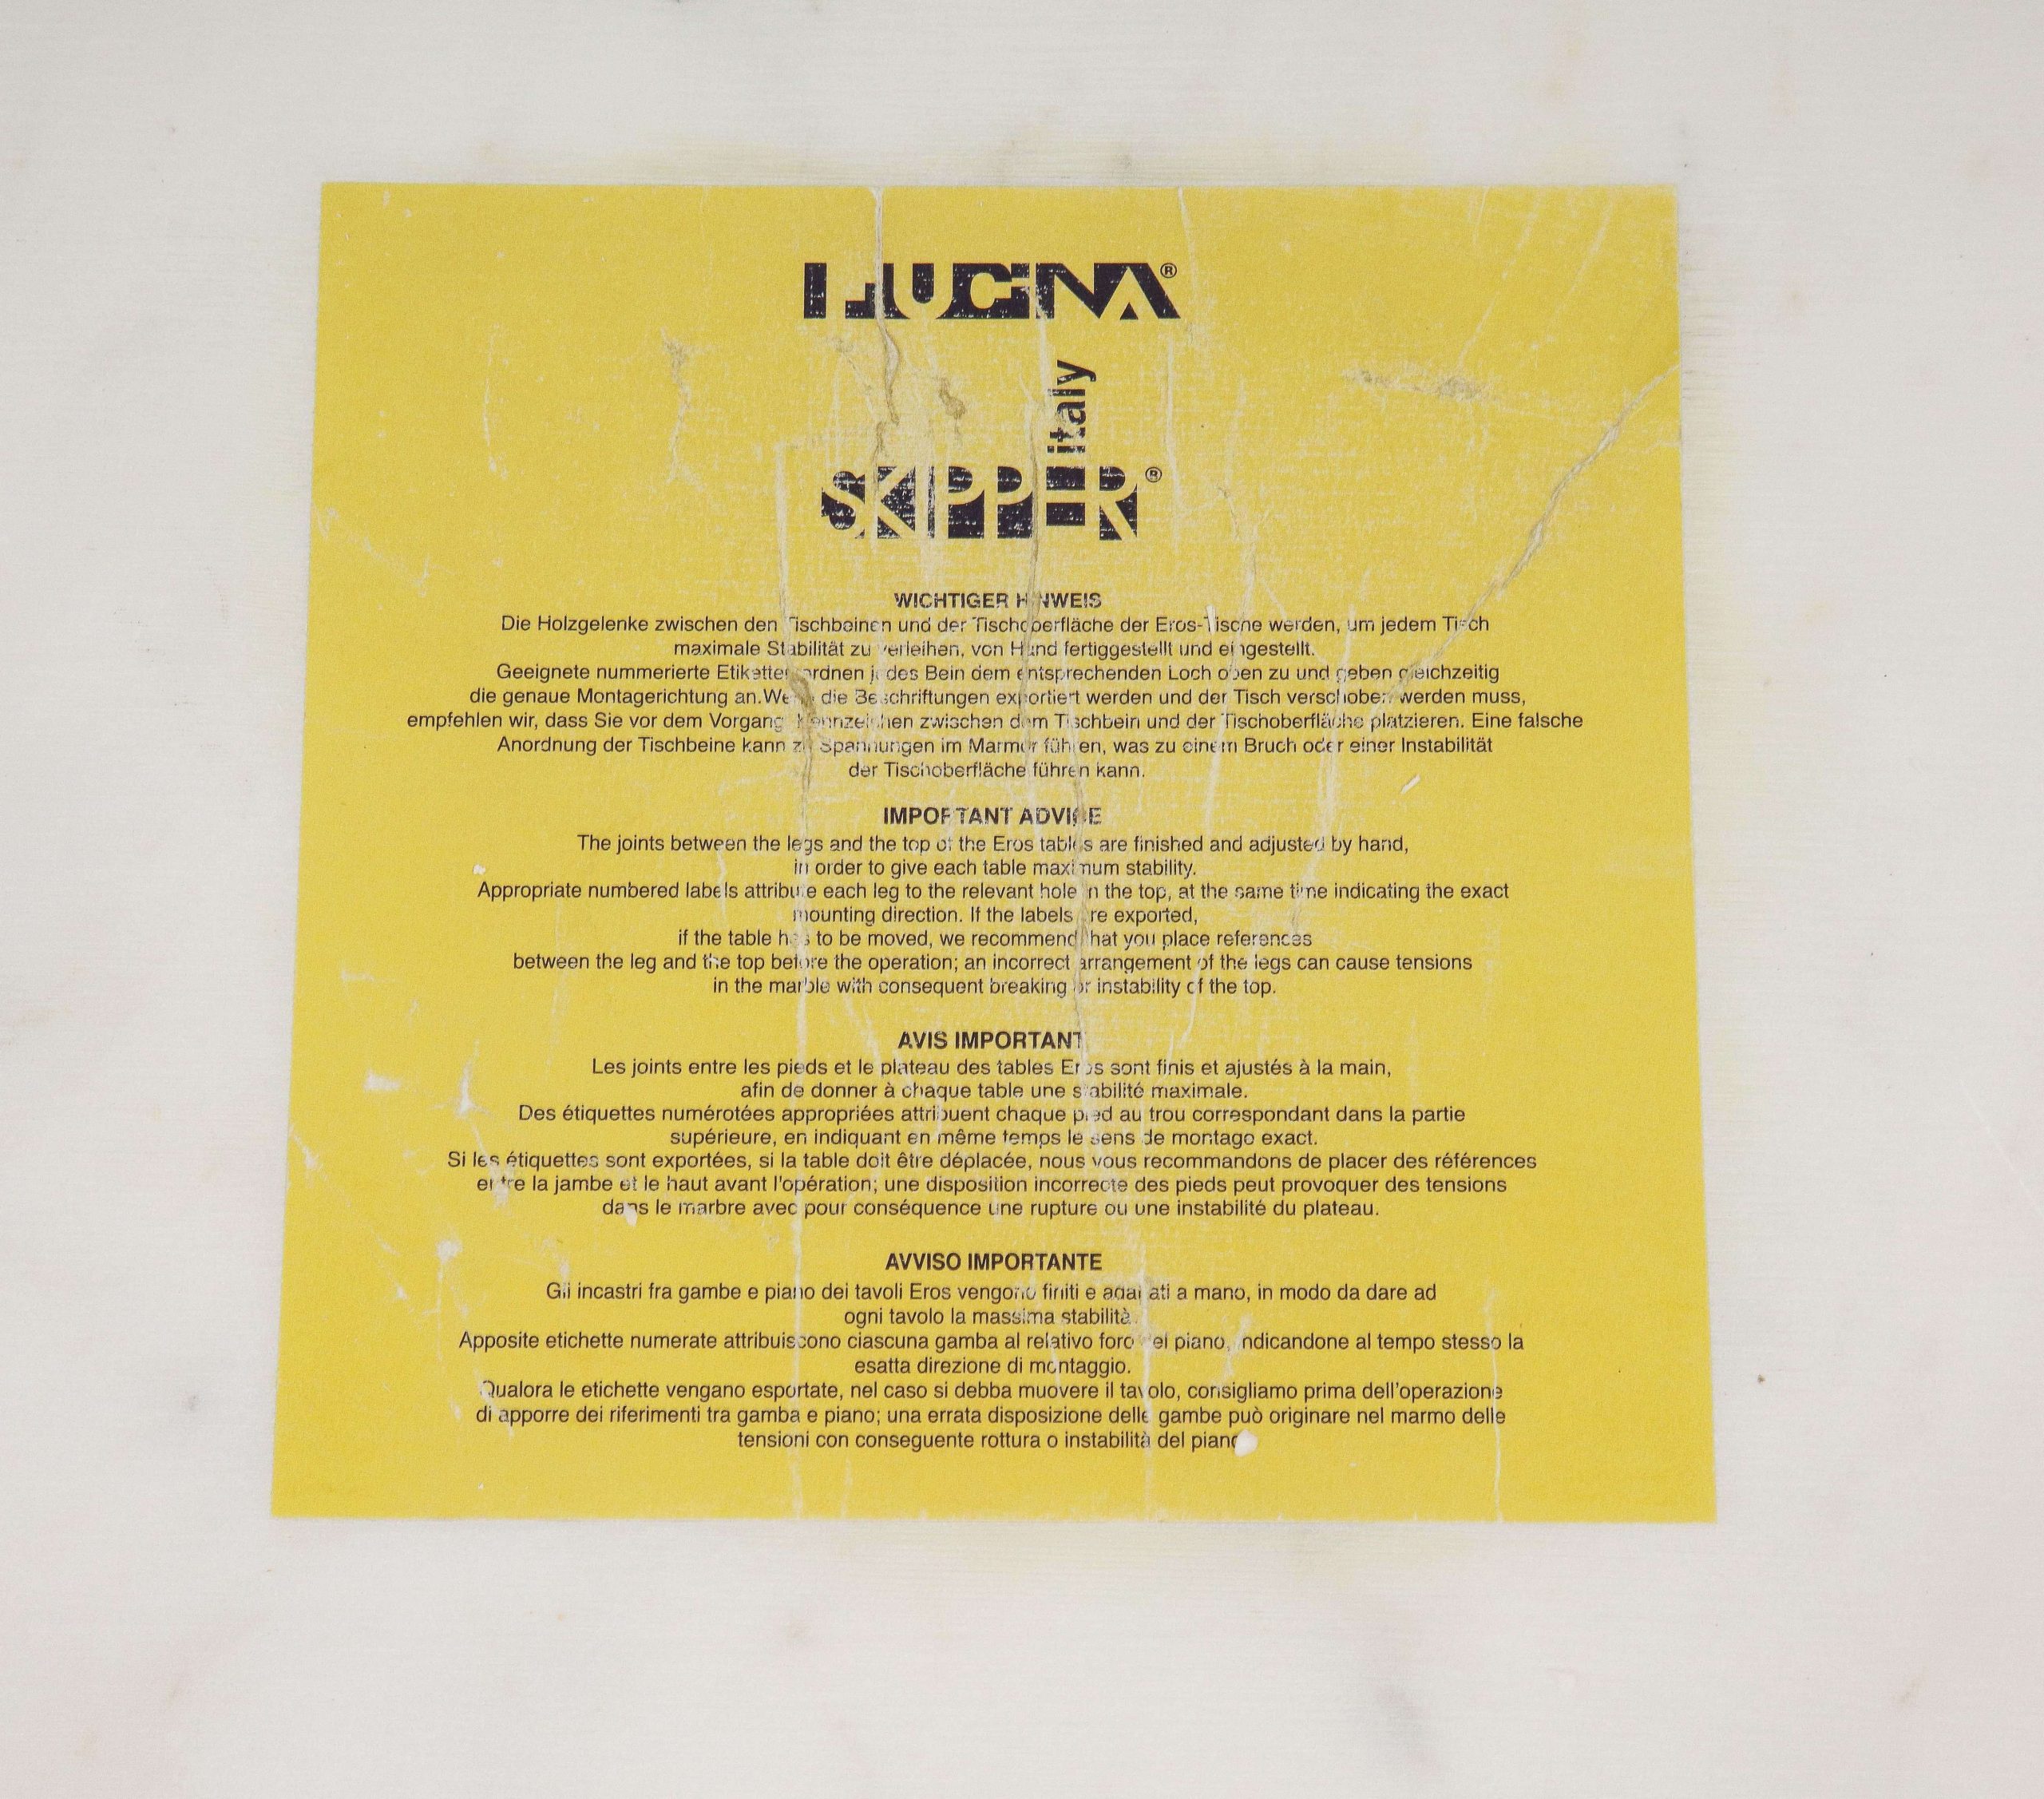 LUCINA®
italy
SKIPPER®
WICHTIGER HINWEIS
Die Holzgelenke zwischen den Tischbeinen und der Tischoberfläche der Eros-Tische werden, um jedem Tisch
maximale Stabilität zu verleihen, von Hand fertiggestellt und eingestellt.
Geeignete nummerierte Etiketten ordnen jedes Bein dem entsprechenden Loch oben zu und geben gleichzeitig
die genaue Montagerichtung an.Wenn die Beschriftungen exportiert werden und der Tisch verschoben werden muss,
empfehlen wir, dass Sie vor dem Vorgang Kennzeichen zwischen dem Tischbein und der Tischoberfläche platzieren. Eine falsche
Anordnung der Tischbeine kann zu Spannungen im Marmor führen, was zu einem Bruch oder einer Instabilität
der Tischoberfläche führen kann.
IMPORTANT ADVICE
The joints between the legs and the top of the Eros tables are finished and adjusted by hand,
in order to give each table maximum stability.
Appropriate numbered labels attribute each leg to the relevant hole in the top, at the same time indicating the exact
mounting direction. If the labels are exported,
if the table has to be moved, we recommend that you place references
between the leg and the top before the operation; an incorrect arrangement of the legs can cause tensions
in the marble with consequent breaking or instability of the top.
AVIS IMPORTANT
Les joints entre les pieds et le plateau des tables Eros sont finis et ajustés à la main,
afin de donner à chaque table une stabilité maximale.
Des étiquettes numérotées appropriées attribuent chaque pied au trou correspondant dans la partie
supérieure, en indiquant en même temps le sens de montago exact.
Si les étiquettes sont exportées, si la table doit être déplacée, nous vous recommandons de placer des références
entre la jambe et le haut avant l'opération; une disposition incorrecte des pieds peut provoquer des tensions
dans le marbre avec pour conséquence une rupture ou une instabilité du plateau.
AVVISO IMPORTANTE
Gli incastri fra gambe e piano dei tavoli Eros vengono finiti e adattati a mano, in modo da dare ad
ogni tavolo la massima stabilità.
Apposite etichette numerate attribuiscono ciascuna gamba al relativo foro del piano, indicandone al tempo stesso la
esatta direzione di montaggio.
Qualora le etichette vengano esportate, nel caso si debba muovere il tavolo, consigliamo prima dell'operazione
di apporre dei riferimenti tra gamba e piano; una errata disposizione delle gambe può originare nel marmo delle
tensioni con conseguente rottura o instabilità del piano